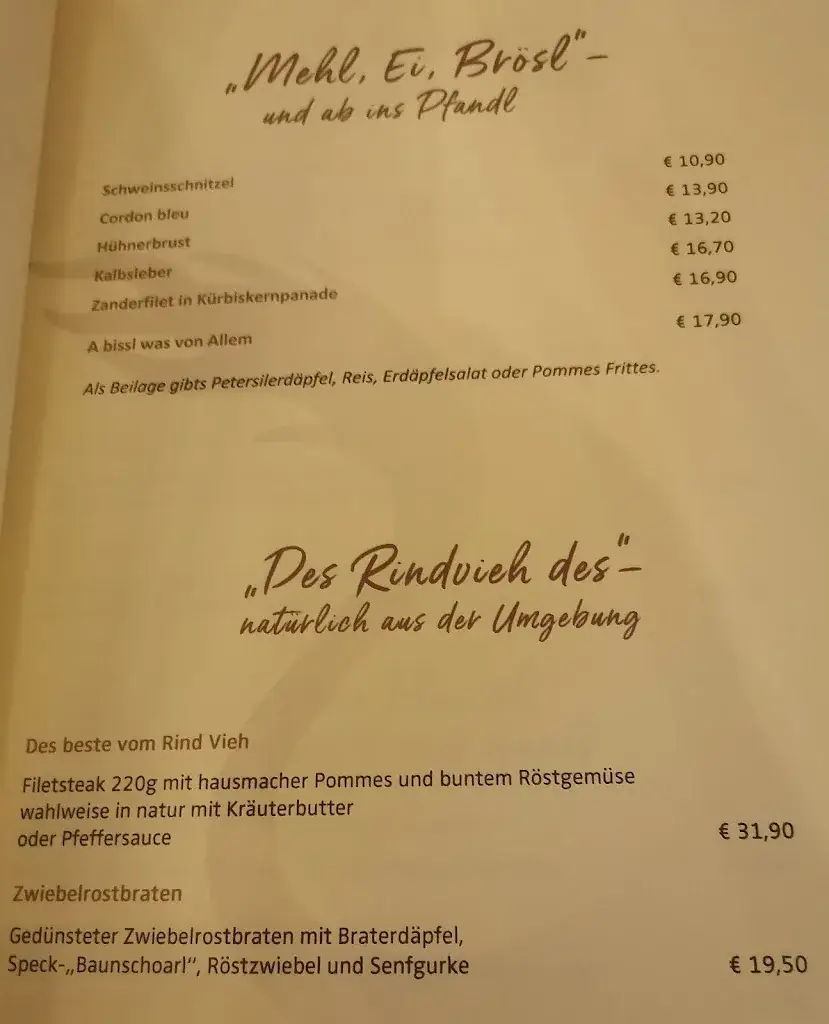 „Mehl, Ei, Brösl“–
und ab ins Pfandl
Schweinsschnitzel € 10,90
Cordon bleu € 13,90
Hühnerbrust € 13,20
Kalbsleber € 16,70
Zanderfilet in Kürbiskernpanade € 16,90
A bissl was von Allem € 17,90
Als Beilage gibts Petersilerdäpfel, Reis, Erdäpfelsalat oder Pommes Frittes.
„Des Rindvieh des“–
natürlich aus der Umgebung
Des beste vom Rind Vieh
Filetsteak 220g mit hausmacher Pommes und buntem Röstgemüse
wahlweise in natur mit Kräuterbutter
oder Pfeffersauce € 31,90
Zwiebelrostbraten
Gedünsteter Zwiebelrostbraten mit Braterdäpfel,
Speck-„Baunschoarl“, Röstzwiebel und Senfgurke € 19,50